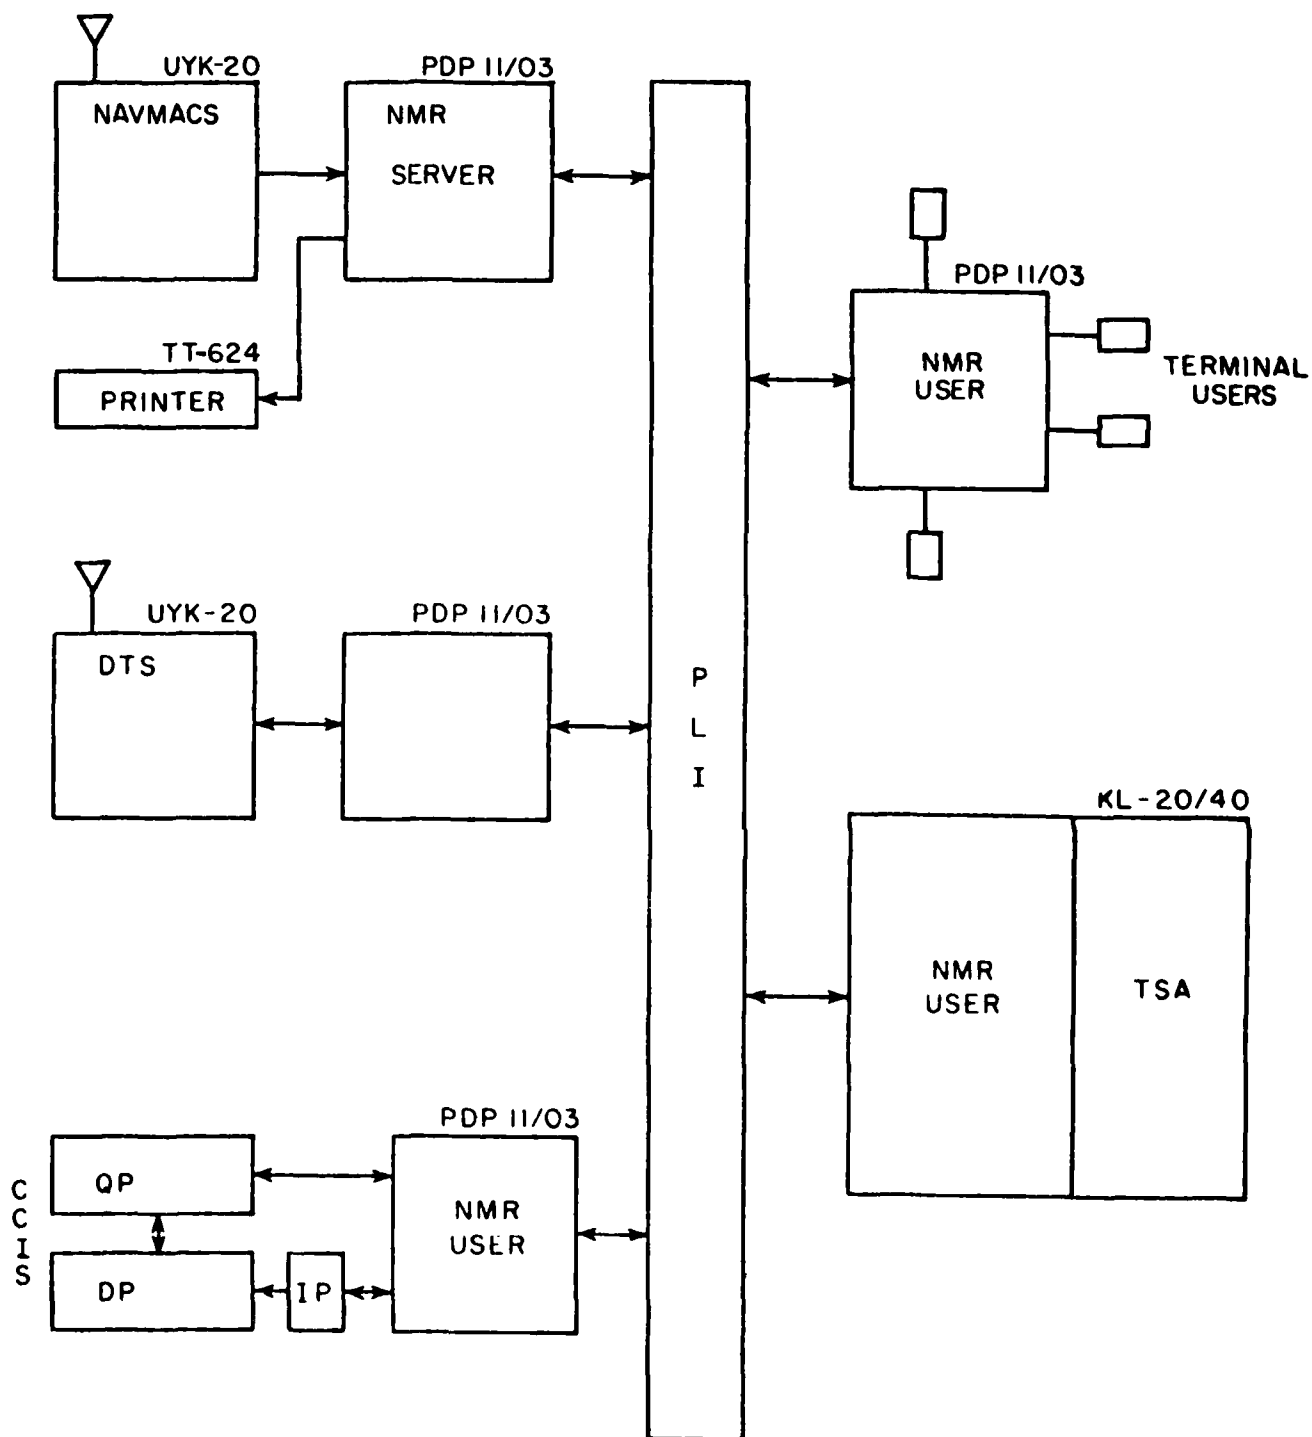 UYK-20
NAVMACS
PDP 11/03
NMR
SERVER
TT-624
PRINTER
PDP 11/03
NMR
USER
TERMINAL
USERS
UYK-20
DTS
PDP 11/03
P
L
I
KL-20/40
NMR
USER
TSA
PDP 11/03
NMR
USER
CCIS
QP
DP
IP